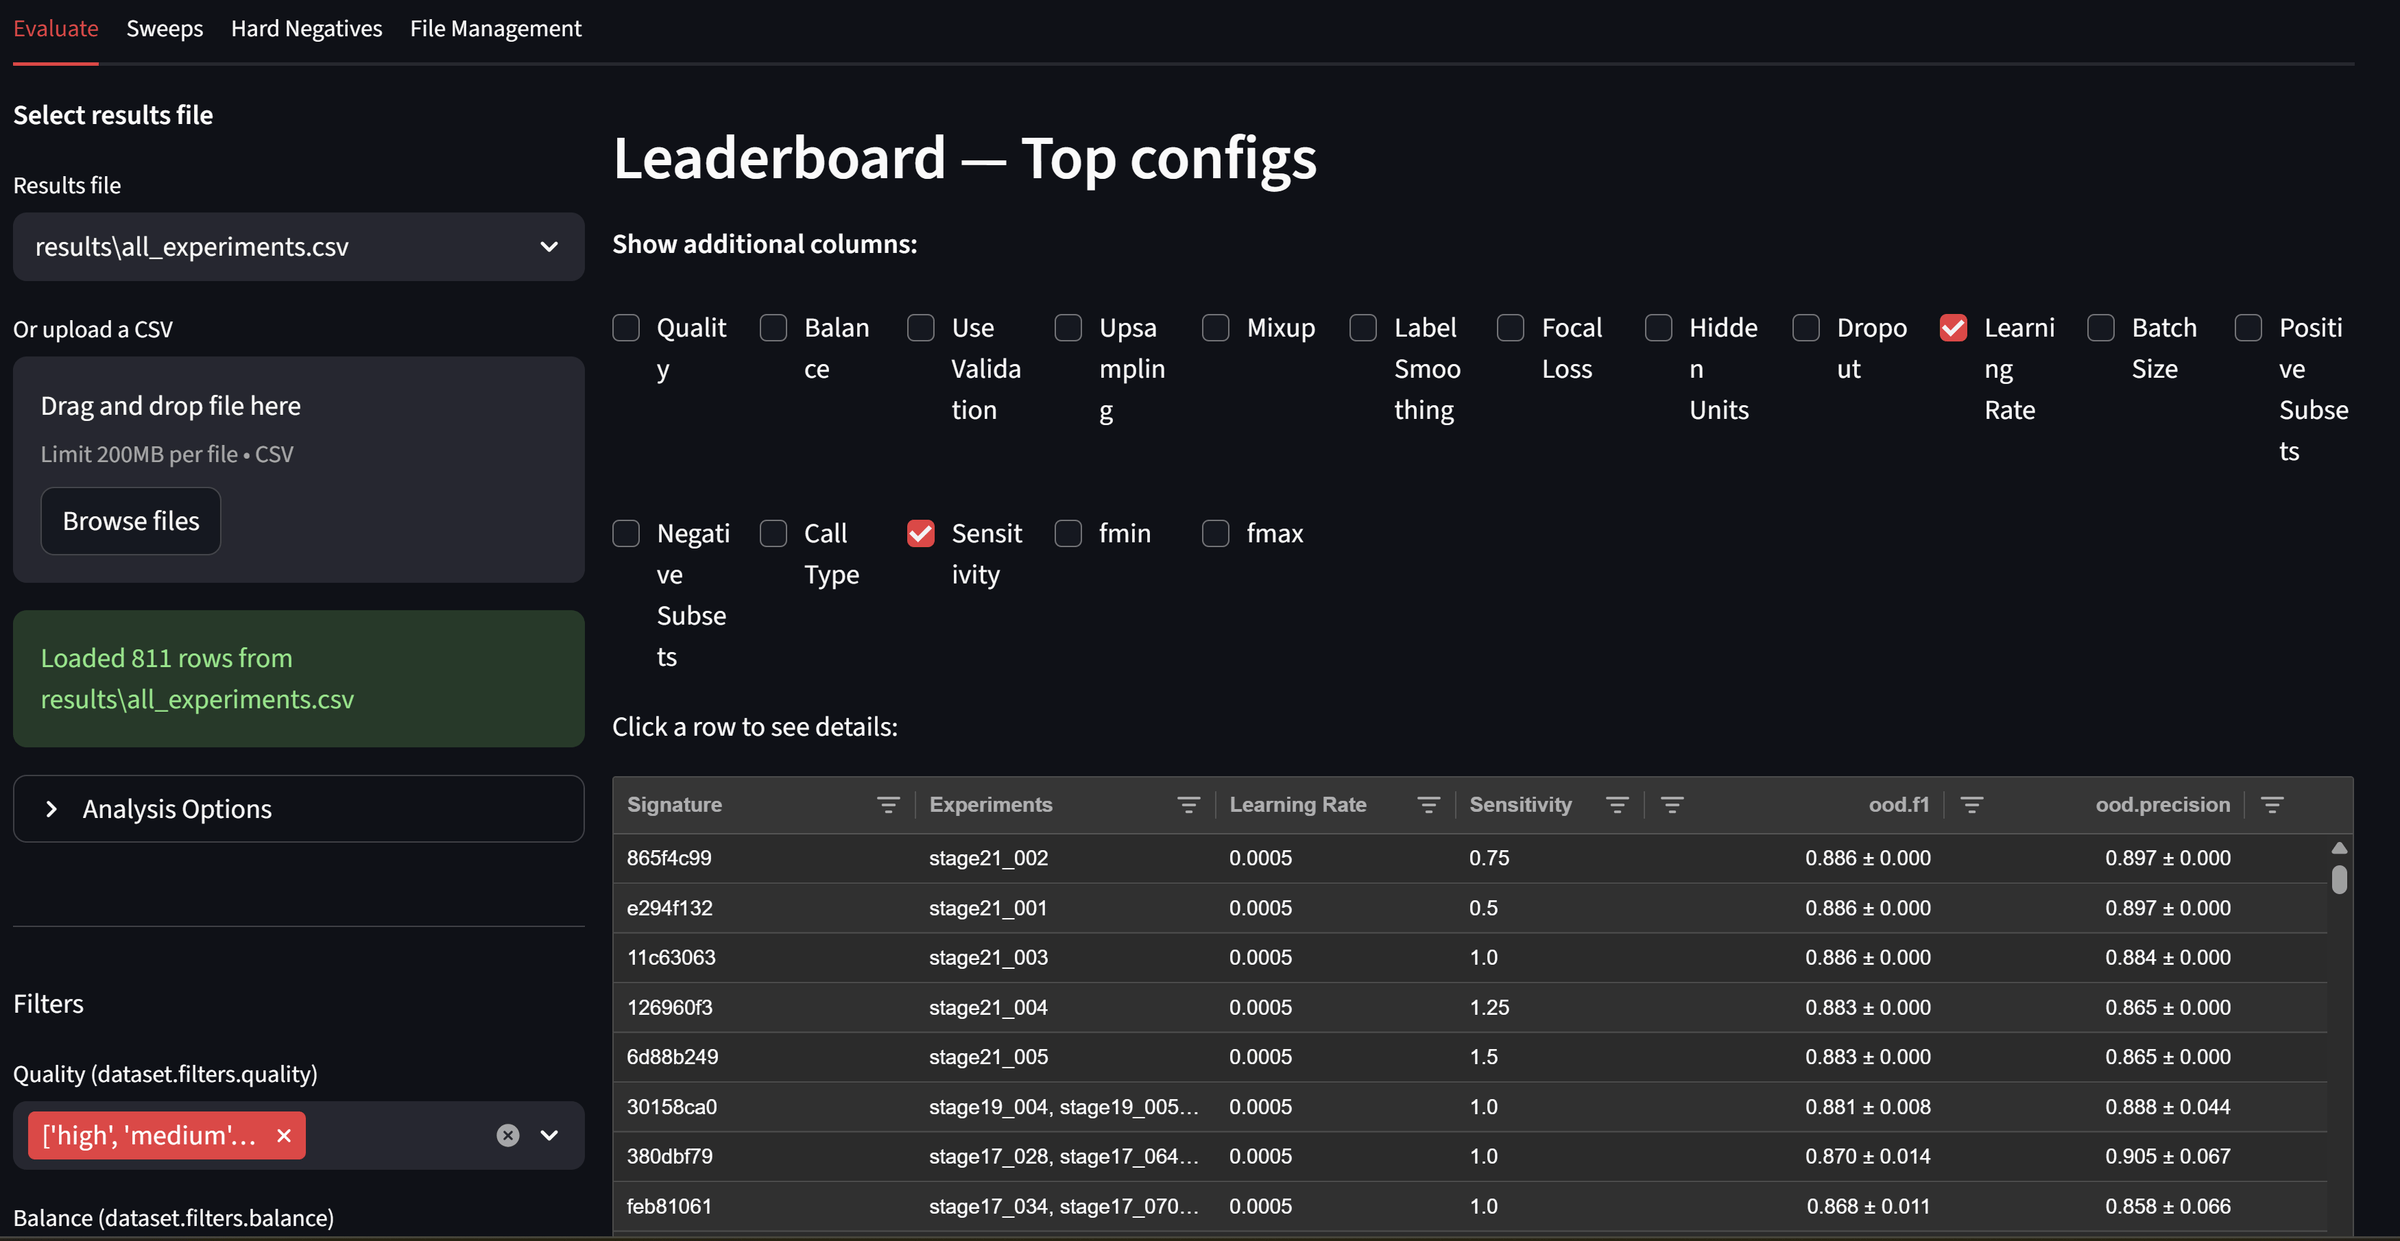 Evaluate Sweeps Hard Negatives File Management
Select results file
Results file
results\all_experiments.csv
Or upload a CSV
Drag and drop file here
Limit 200MB per file • CSV
Browse files
Loaded 811 rows from
results\all_experiments.csv
Analysis Options
Filters
Quality (dataset.filters.quality)
['high', 'medium'...
Balance (dataset.filters.balance)
Leaderboard — Top configs
Show additional columns:
Qualit
y
Balan
ce
Use
Valida
tion
Upsa
mplin
g
Mixup
Label
Smoo
thing
Focal
Loss
Hidde
n
Units
Dropo
ut
Learni
ng
Rate
Batch
Size
Positi
ve
Subse
ts
Negati
ve
Subse
ts
Call
Type
Sensit
ivity
fmin
fmax
Click a row to see details:
Signature Experiments Learning Rate Sensitivity ood.f1 ood.precision
865f4c99 stage21_002 0.0005 0.75 0.886 ± 0.000 0.897 ± 0.000
e294f132 stage21_001 0.0005 0.5 0.886 ± 0.000 0.897 ± 0.000
11c63063 stage21_003 0.0005 1.0 0.886 ± 0.000 0.884 ± 0.000
126960f3 stage21_004 0.0005 1.25 0.883 ± 0.000 0.865 ± 0.000
6d88b249 stage21_005 0.0005 1.5 0.883 ± 0.000 0.865 ± 0.000
30158ca0 stage19_004, stage19_005... 0.0005 1.0 0.881 ± 0.008 0.888 ± 0.044
380dbf79 stage17_028, stage17_064... 0.0005 1.0 0.870 ± 0.014 0.905 ± 0.067
feb81061 stage17_034, stage17_070... 0.0005 1.0 0.868 ± 0.011 0.858 ± 0.066